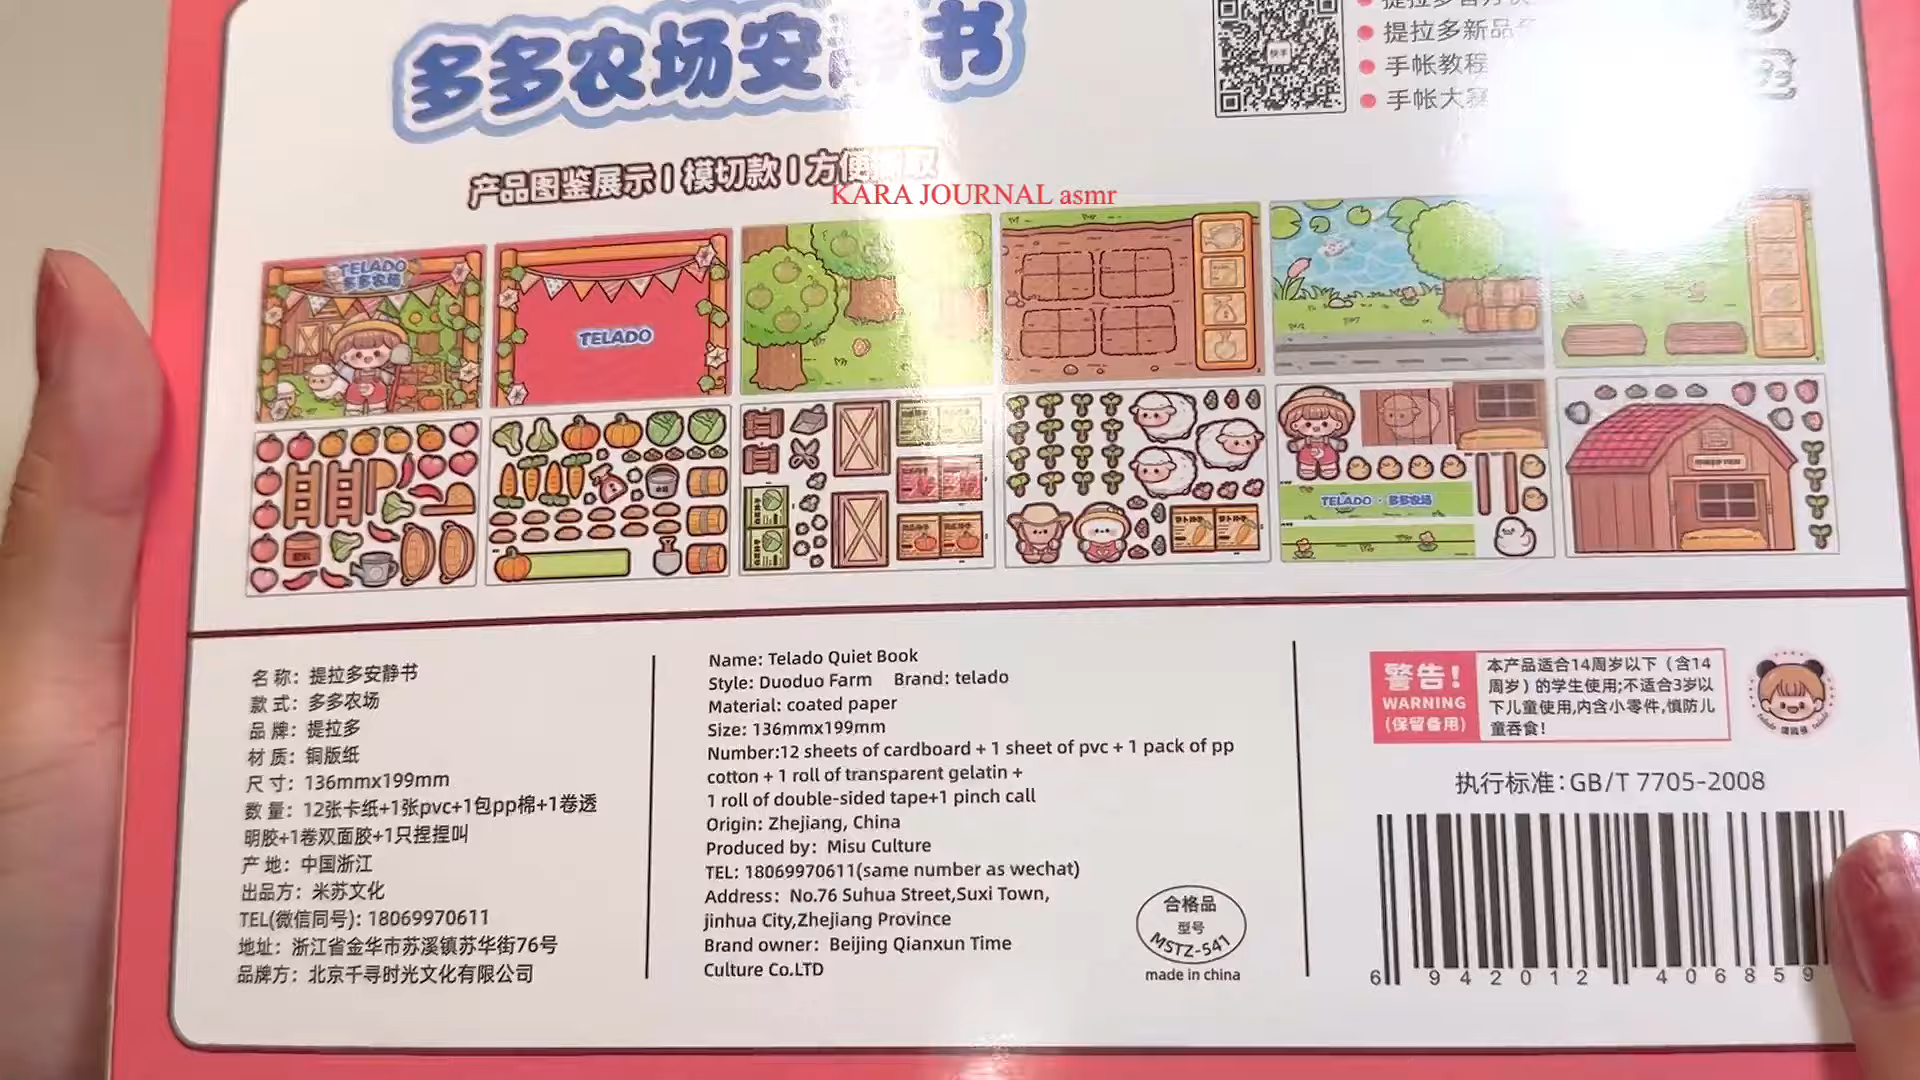 多多农场安静书
提拉多新品
手帐教程
手帐大赛
产品图鉴展示 | 模切款 | 方便
KARA JOURNAL asmr
TELADO
多多农场
TELADO
TELADO · 多多农场
名 称：提拉多安静书
款 式：多多农场
品 牌：提拉多
材 质：铜版纸
尺 寸：136mmx199mm
数 量：12张卡纸+1张pvc+1包pp棉+1卷透
明胶+1卷双面胶+1只捏捏叫
产 地：中国浙江
出品方：米苏文化
TEL(微信同号)：18069970611
地址：浙江省金华市苏溪镇苏华街76号
品牌方：北京千寻时光文化有限公司
Name: Telado Quiet Book
Style: Duoduo Farm Brand: telado
Material: coated paper
Size: 136mmx199mm
Number:12 sheets of cardboard + 1 sheet of pvc + 1 pack of pp
cotton + 1 roll of transparent gelatin +
1 roll of double-sided tape+1 pinch call
Origin: Zhejiang, China
Produced by: Misu Culture
TEL: 18069970611(same number as wechat)
Address: No.76 Suhua Street,Suxi Town,
jinhua City,Zhejiang Province
Brand owner: Beijing Qianxun Time
Culture Co.LTD
合格品
型号
MSTZ-541
made in china
警告！
WARNING
(保留备用)
本产品适合14周岁以下（含14
周岁）的学生使用;不适合3岁以
下儿童使用,内含小零件,慎防儿
童吞食!
执行标准：GB/T 7705-2008
6 942012 406859